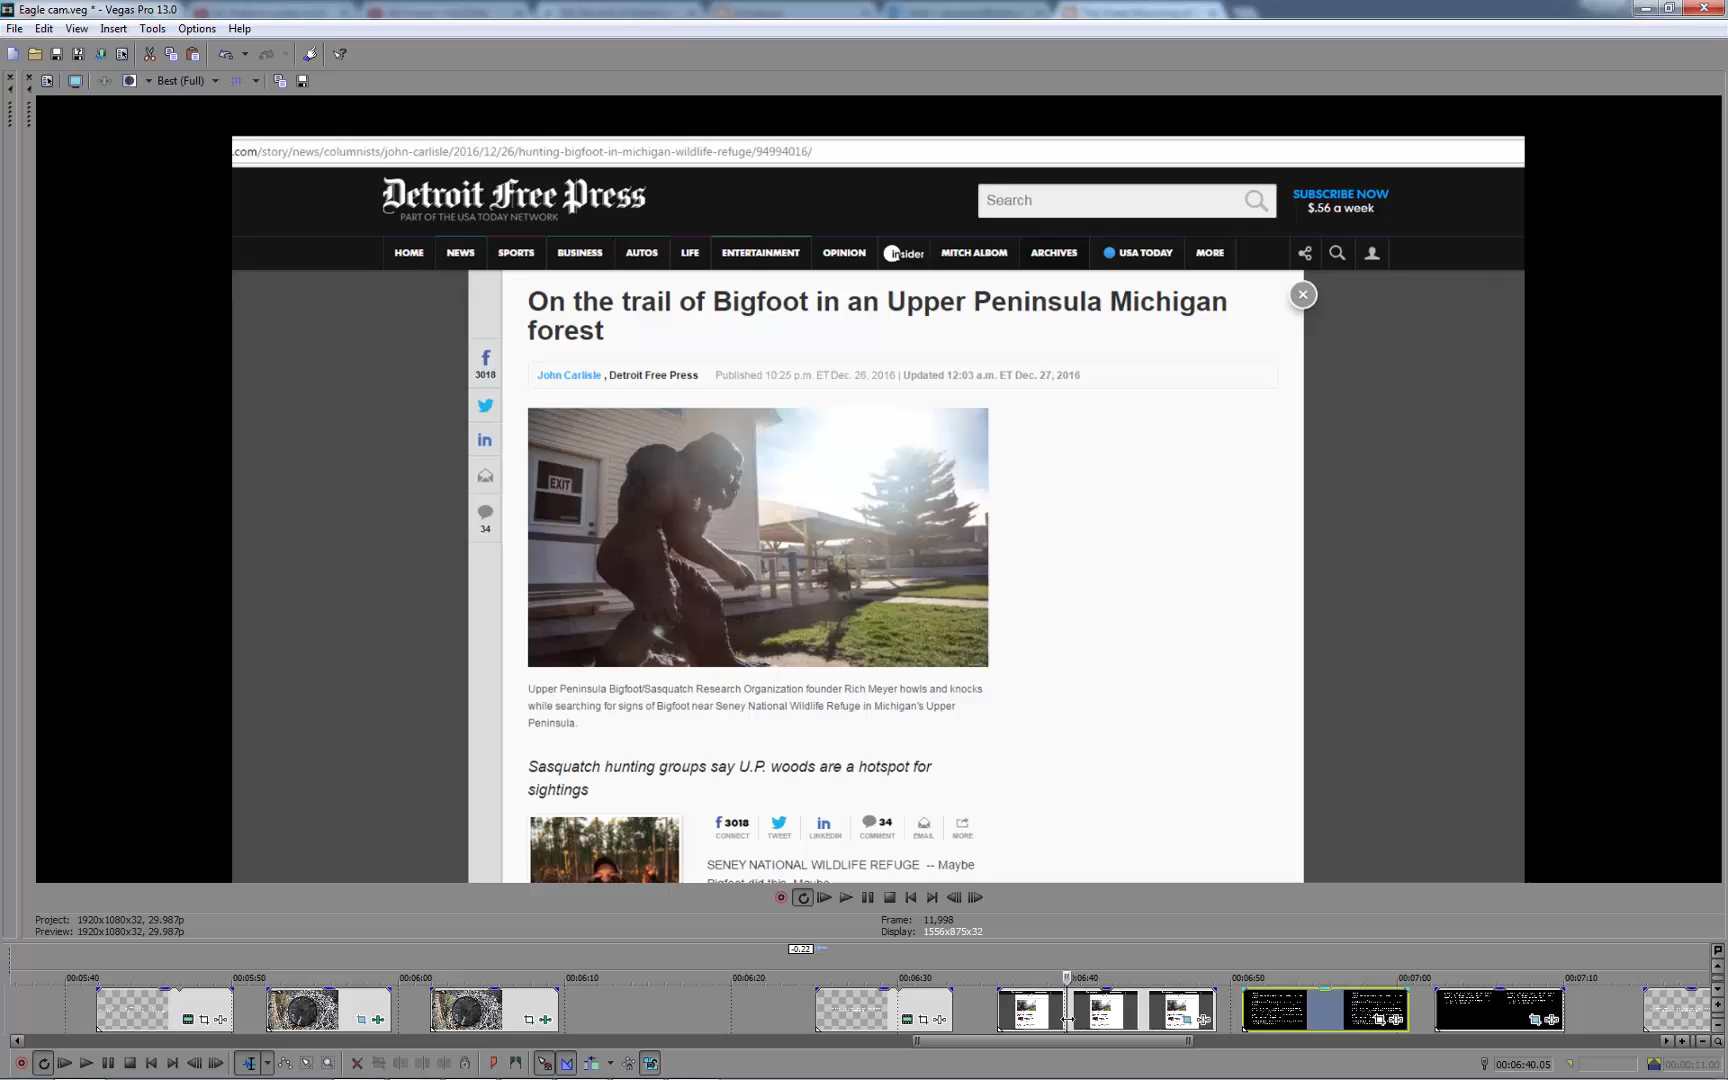 Eagle cam.veg * - Vegas Pro 13.0
File Edit View Insert Tools Options Help
Best (Full)
.com/story/news/columnists/john-carlisle/2016/12/26/hunting-bigfoot-in-michigan-wildlife-refuge/94994016/
Detroit Free Press
PART OF THE USA TODAY NETWORK
Search
SUBSCRIBE NOW
$.56 a week
HOME NEWS SPORTS BUSINESS AUTOS LIFE ENTERTAINMENT OPINION insider MITCH ALBOM ARCHIVES USA TODAY MORE
On the trail of Bigfoot in an Upper Peninsula Michigan
forest
3018
John Carlisle , Detroit Free Press Published 10:25 p.m. ET Dec. 26, 2016 | Updated 12:03 a.m. ET Dec. 27, 2016
EXIT
34
Upper Peninsula Bigfoot/Sasquatch Research Organization founder Rich Meyer howls and knocks
while searching for signs of Bigfoot near Seney National Wildlife Refuge in Michigan's Upper
Peninsula.
Sasquatch hunting groups say U.P. woods are a hotspot for
sightings
3018 34
CONNECT TWEET LINKEDIN COMMENT EMAIL MORE
SENEY NATIONAL WILDLIFE REFUGE -- Maybe
Bigfoot did this. Maybe
Project: 1920x1080x32, 29.987p
Preview: 1920x1080x32, 29.987p
Frame: 11,998
Display: 1556x875x32
-0.22
00:05:40 00:05:50 00:06:00 00:06:10 00:06:20 00:06:30 :06:40 00:06:50 00:07:00 00:07:10
00:06:40.05
00:00:11.00